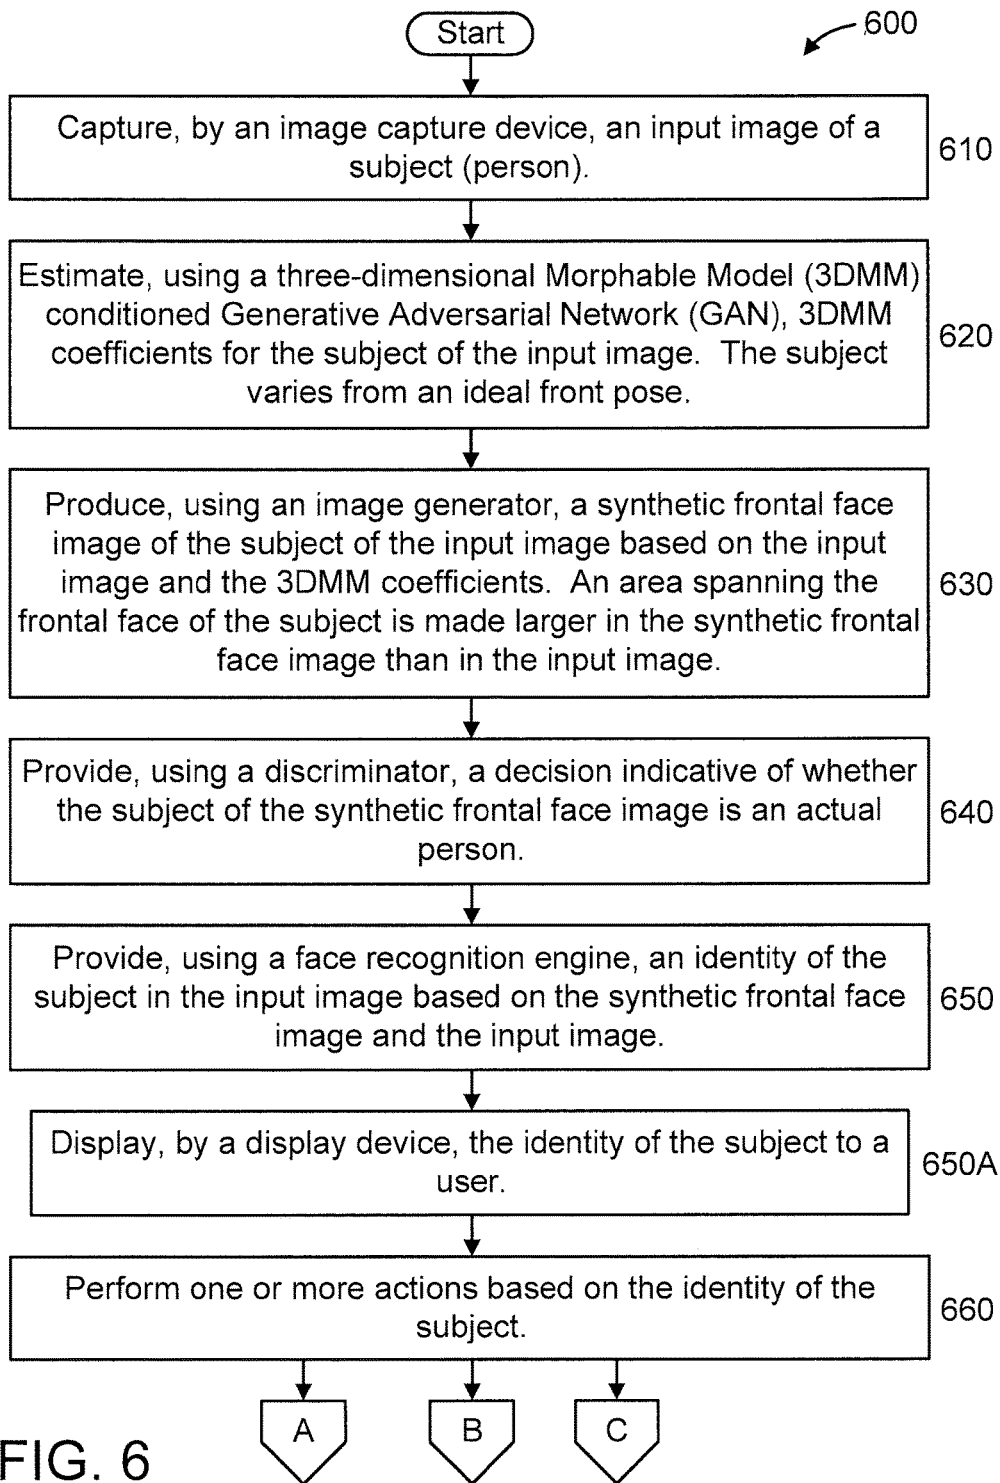 Start
600
Capture, by an image capture device, an input image of a
subject (person).
610
Estimate, using a three-dimensional Morphable Model (3DMM)
conditioned Generative Adversarial Network (GAN), 3DMM
coefficients for the subject of the input image. The subject
varies from an ideal front pose.
620
Produce, using an image generator, a synthetic frontal face
image of the subject of the input image based on the input
image and the 3DMM coefficients. An area spanning the
frontal face of the subject is made larger in the synthetic frontal
face image than in the input image.
630
Provide, using a discriminator, a decision indicative of whether
the subject of the synthetic frontal face image is an actual
person.
640
Provide, using a face recognition engine, an identity of the
subject in the input image based on the synthetic frontal face
image and the input image.
650
Display, by a display device, the identity of the subject to a
user.
650A
Perform one or more actions based on the identity of the
subject.
660
A
B
C
FIG. 6